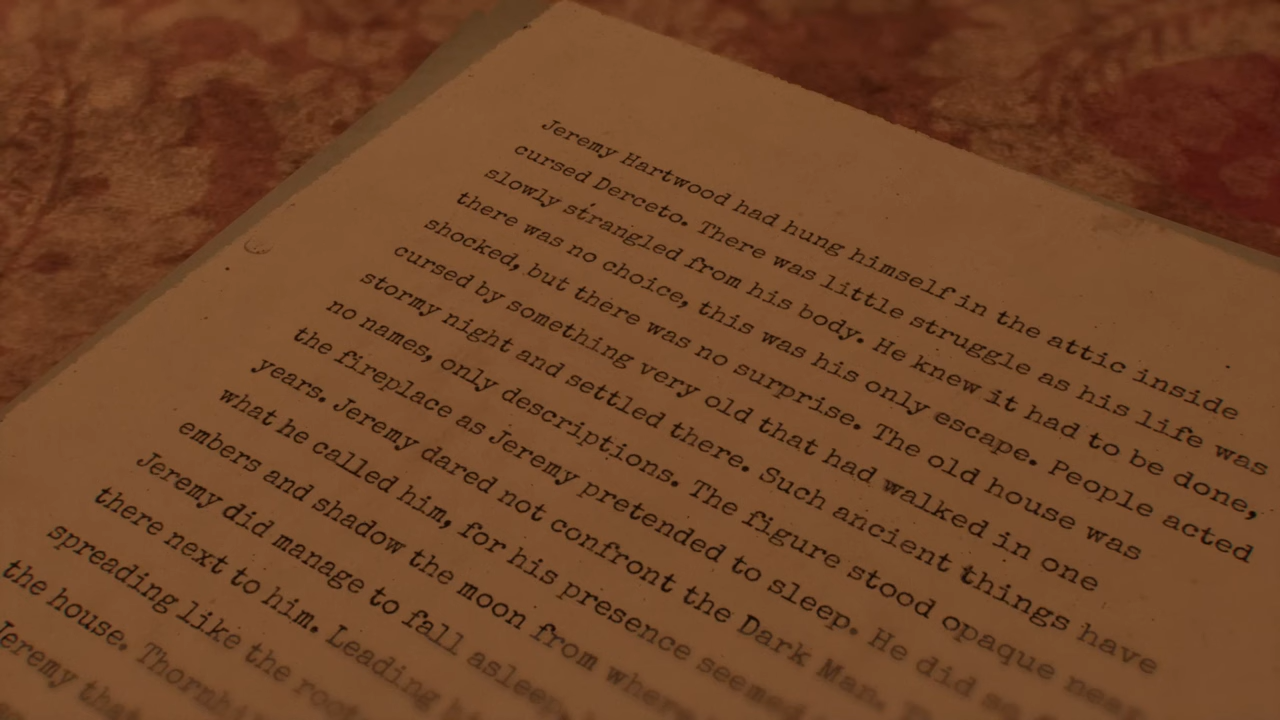 Jeremy Hartwood had hung himself in the attic inside
cursed Derceto. There was little struggle as his life was
slowly strangled from his body. He knew it had to be done,
there was no choice, this was his only escape. People acted
shocked, but there was no surprise. The old house was
cursed by something very old that had walked in one
stormy night and settled there. Such ancient things have
no names, only descriptions. The figure stood opaque near
the fireplace as Jeremy pretended to sleep. He did so
years. Jeremy dared not confront the Dark Man.
what he called him, for his presence seemed
embers and shadow the moon from where
Jeremy did manage to fall asleep,
there next to him. Leading
spreading like the
the house.
Jeremy that